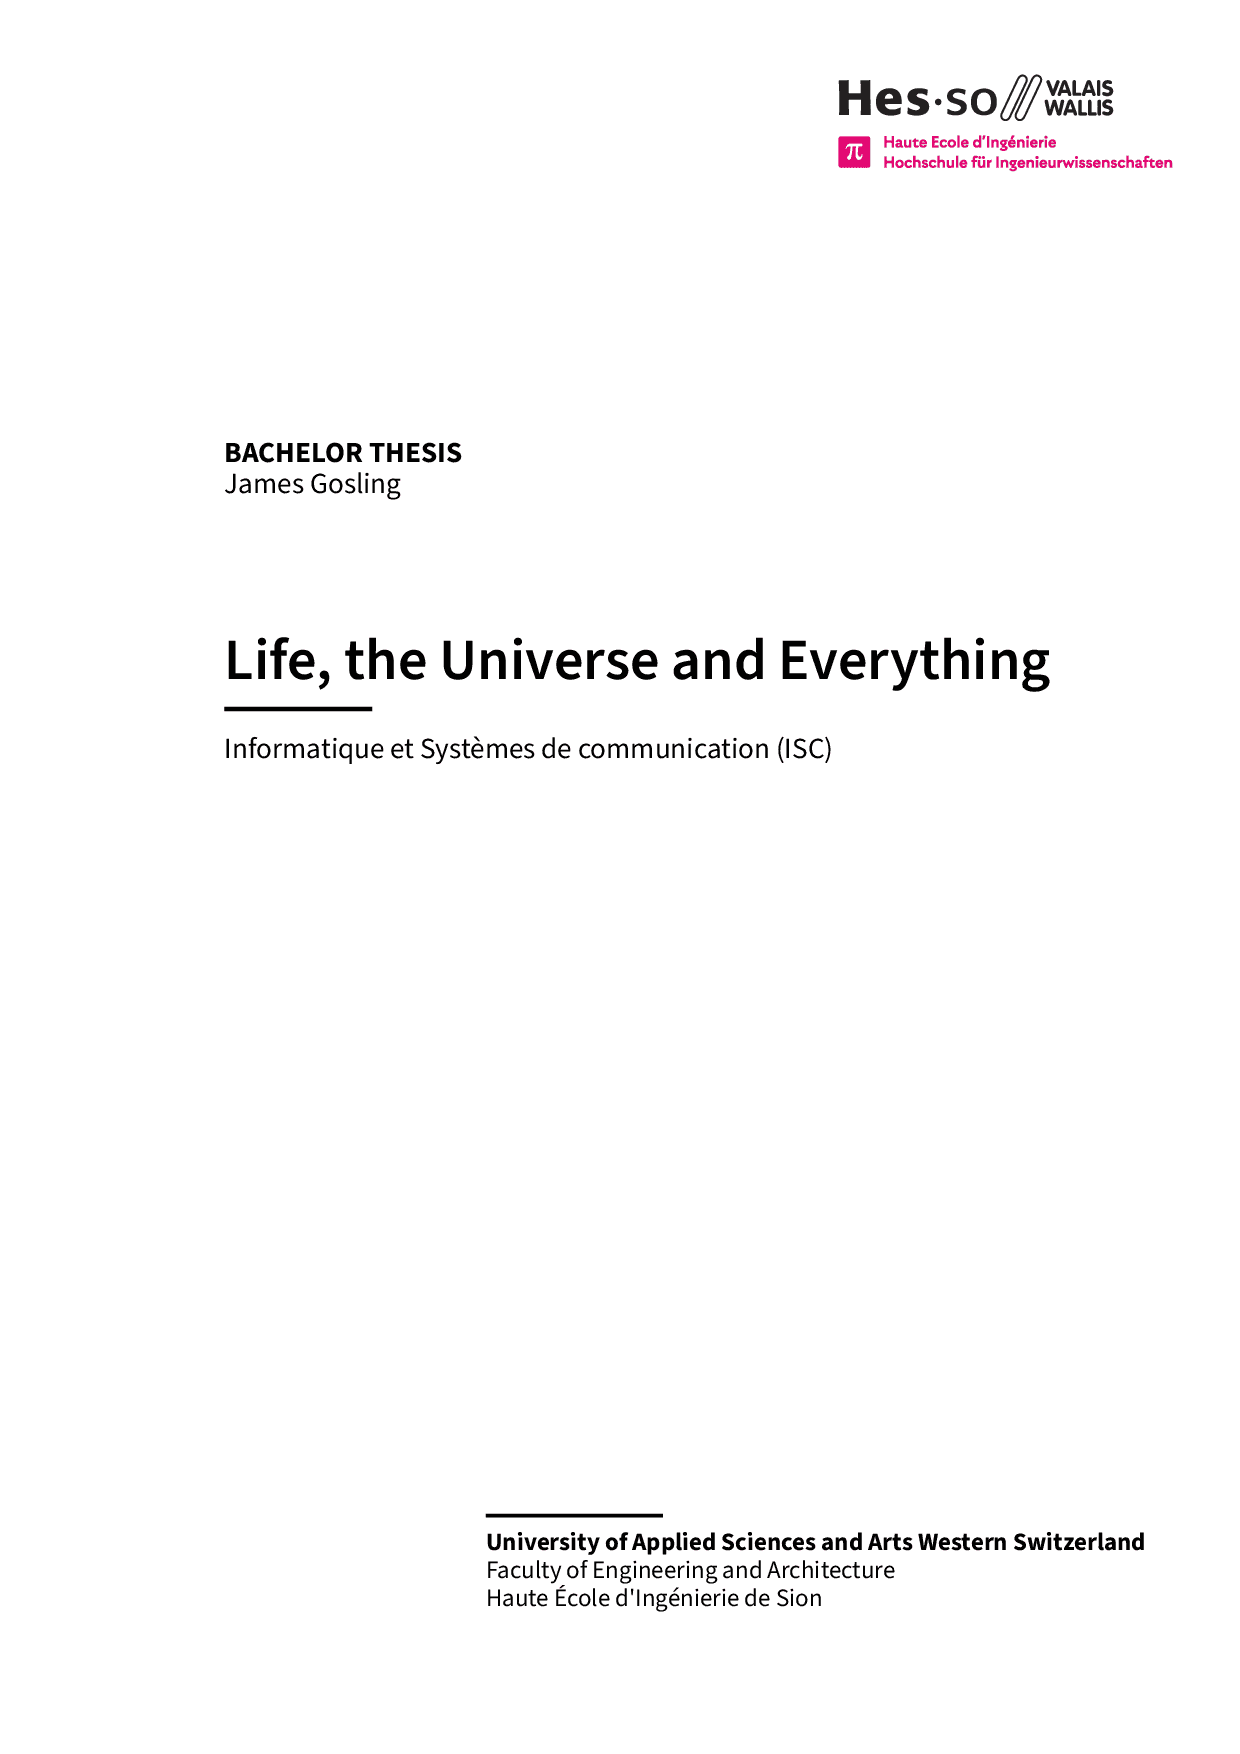 Hes·so VALAIS
WALLIS
π Haute Ecole d'Ingénierie
Hochschule für Ingenieurwissenschaften
BACHELOR THESIS
James Gosling
Life, the Universe and Everything
Informatique et Systèmes de communication (ISC)
University of Applied Sciences and Arts Western Switzerland
Faculty of Engineering and Architecture
Haute École d'Ingénierie de Sion